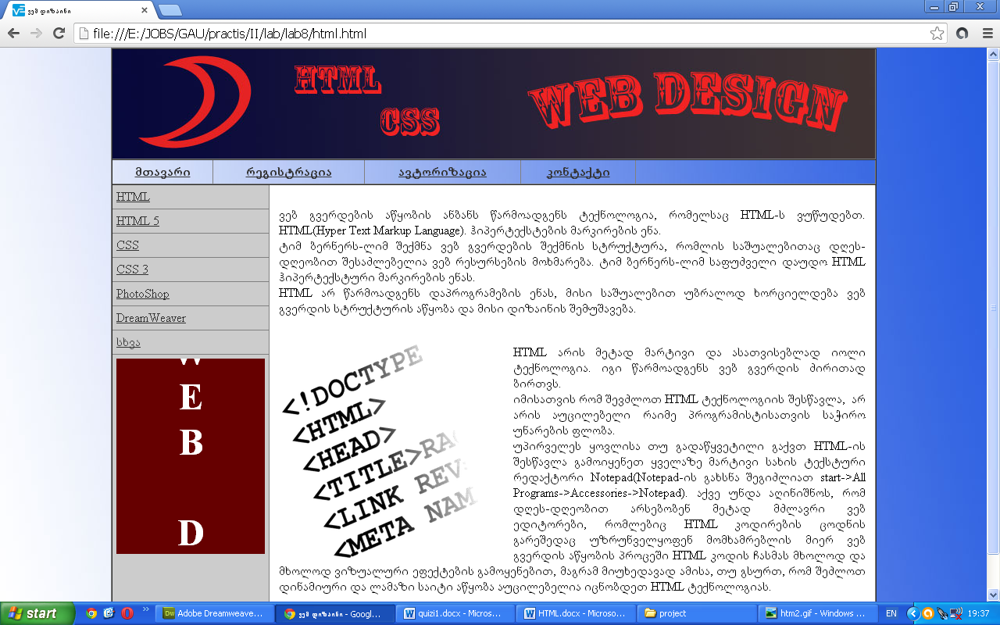 ვებ დიზაინი
file:///E:/JOBS/GAU/practis/II/lab/lab8/html.html
HTML
CSS
WEB DESIGN
მთავარი
რეგისტრაცია
ავტორიზაცია
კონტაქტი
HTML
HTML 5
CSS
CSS 3
PhotoShop
DreamWeaver
სხვა
W
E
B
D
ვებ გვერდების აწყობის ანბანს წარმოადგენს ტექნოლოგია, რომელსაც HTML-ს ვუწუდებთ.
HTML(Hyper Text Markup Language). ჰიპერტექსტების მარკირების ენა.
ტიმ ბერნერს-ლიმ შექმნა ვებ გვერდების შექმნის სტრუქტურა, რომლის საშუალებითაც დღეს-
დღეობით შესაძლებელია ვებ რესურსების მოხმარება. ტიმ ბერნერს-ლიმ საფუძველი დაუდო HTML
ჰიპერტექსტური მარკირების ენას.
HTML არ წარმოადგენს დაპროგრამების ენას, მისი საშუალებით უბრალოდ ხორციელდება ვებ
გვერდის სტრუქტურის აწყობა და მისი დიზაინის შემუშავება.
<!DOCTYPE
<HTML>
<HEAD>
<TITLE>RA
<LINK REV=
<META NAM
HTML არის მეტად მარტივი და ასათვისებლად იოლი
ტექნოლოგია. იგი წარმოადგენს ვებ გვერდის ძირითად
ბირთვს.
იმისათვის რომ შევძლოთ HTML ტექნოლოგიის შესწავლა, არ
არის აუცილებელი რაიმე პროგრამისტისათვის საჭირო
უნარების ფლობა.
უპირველეს ყოვლისა თუ გადაწყვეტილი გაქვთ HTML-ის
შესწავლა გამოიყენეთ ყველაზე მარტივი სახის ტექსტური
რედაქტორი Notepad(Notepad-ის გახსნა შეგიძლიათ start->All
Programs->Accessories->Notepad). აქვე უნდა აღინიშნოს, რომ
დღეს-დღეობით არსებობენ მეტად მძლავრი ვებ
ედიტორები, რომლებიც HTML კოდირების ცოდნის
გარეშედაც უზრუნველყოფენ მომხამრებლის მიერ ვებ
გვერდის აწყობის პროცეში HTML კოდის ჩასმას მხოლოდ და
მხოლოდ ვიზუალური ეფექტების გამოყენებით, მაგრამ მიუხედავად ამისა, თუ გსურთ, რომ შეძლოთ
დინამიური და ლამაზი საიტი აწყობა აუცილებელია იცნობდეთ HTML ტექნოლოგიას.
start
Adobe Dreamweave...
ვებ დიზაინი - Googl...
quizi1.docx - Micros...
HTML.docx - Microso...
project
htm2.gif - Windows ...
EN
19:37